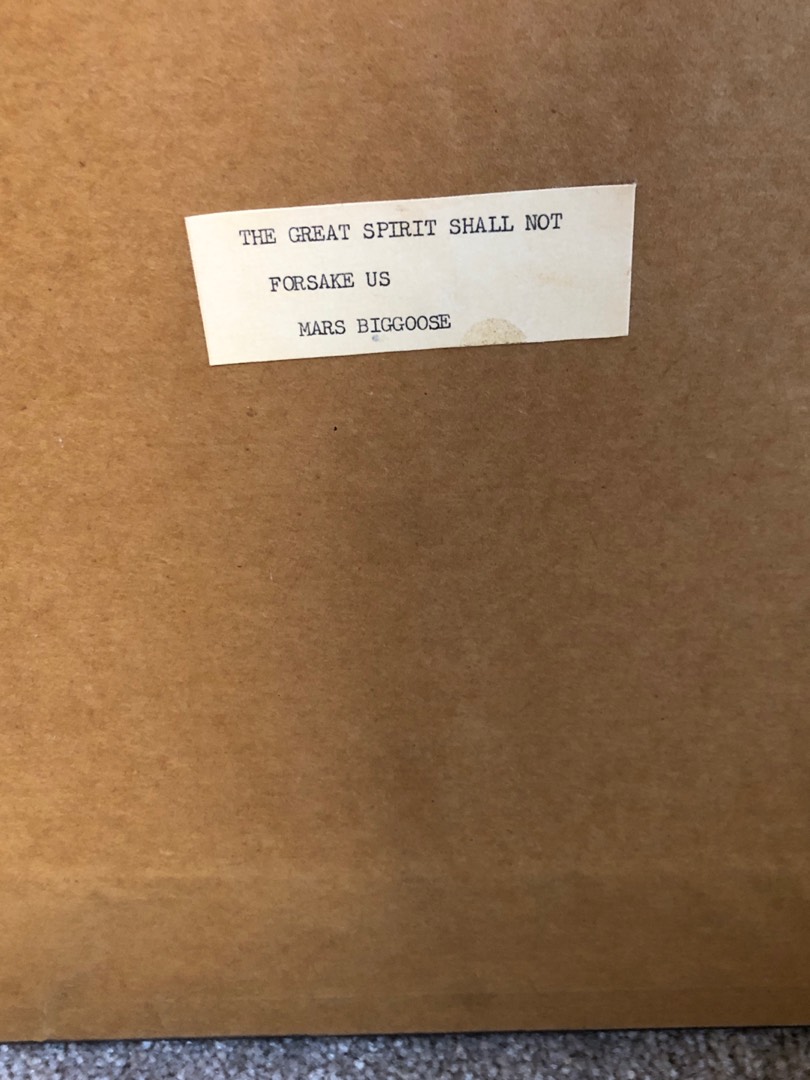 THE GREAT SPIRIT SHALL NOT
FORSAKE US
MARS BIGGOOSE